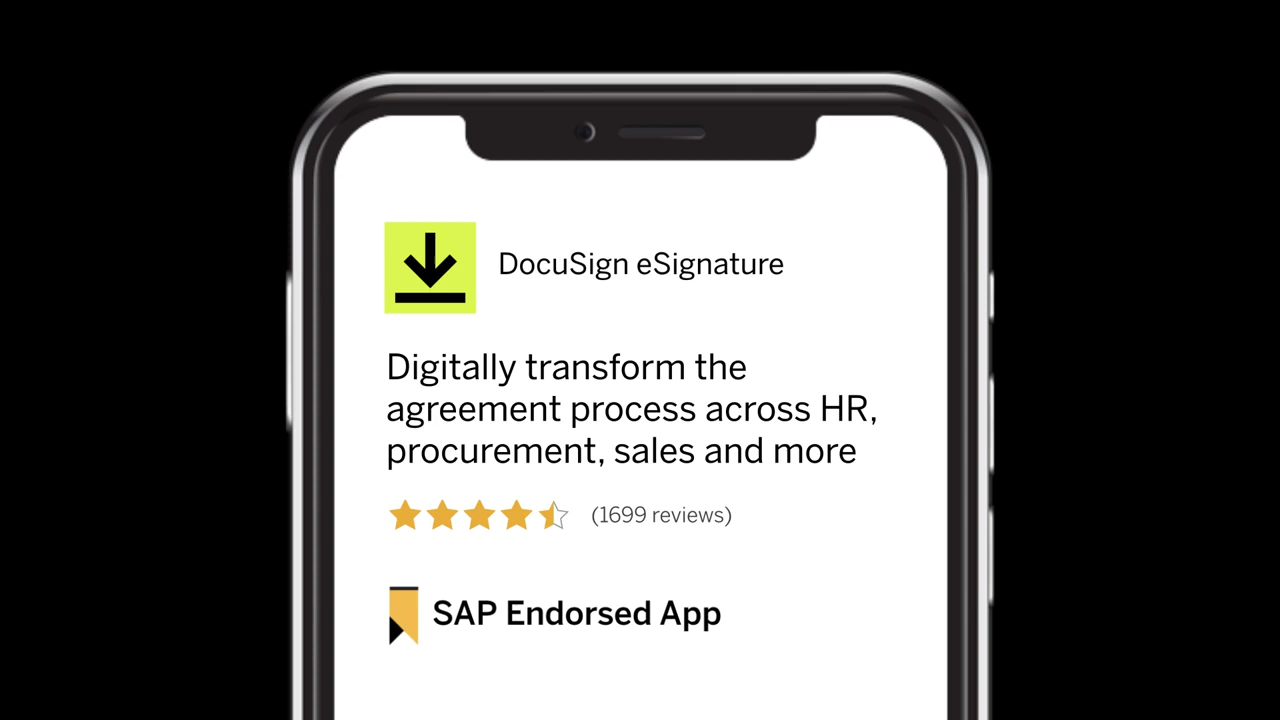 DocuSign eSignature
Digitally transform the
agreement process across HR,
procurement, sales and more
(1699 reviews)
SAP Endorsed App